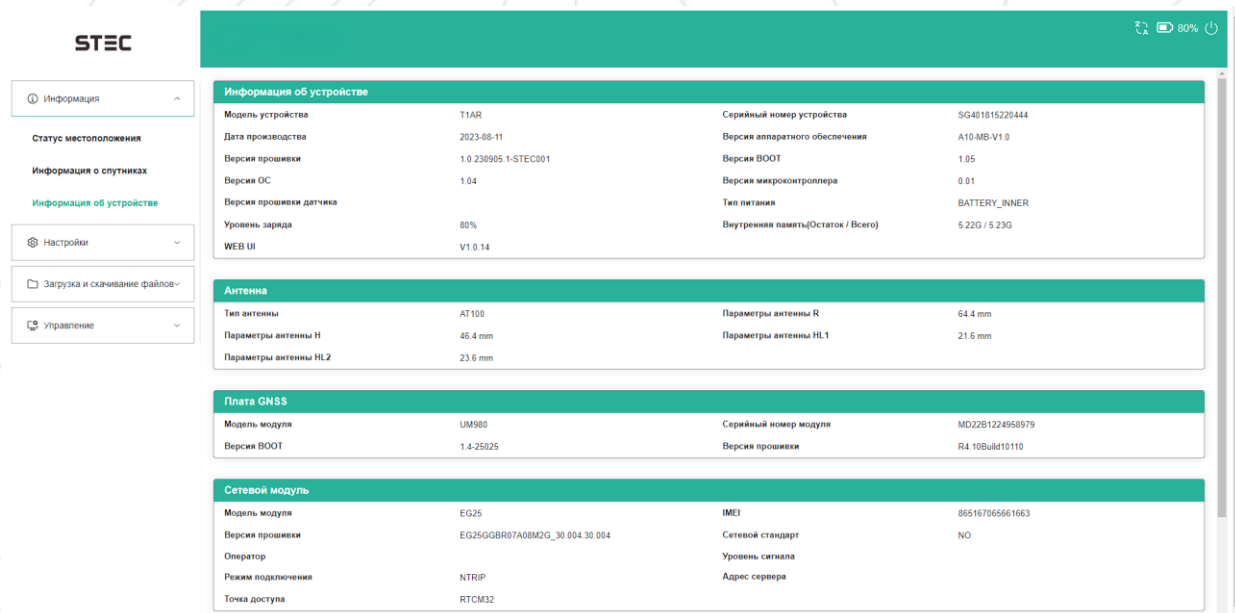 STEC
80%
Информация
Статус местоположения
Информация о спутниках
Информация об устройстве
Настройки
Загрузка и скачивание файлов
Управление
Информация об устройстве
Модель устройства T1AR Серийный номер устройства SG401815220444
Дата производства 2023-08-11 Версия аппаратного обеспечения A10-MB-V1.0
Версия прошивки 1.0.230905.1-STEC001 Версия BOOT 1.05
Версия ОС 1.04 Версия микроконтроллера 0.01
Версия прошивки датчика Тип питания BATTERY_INNER
Уровень заряда 80% Внутренняя память(Остаток / Всего) 5.22G / 5.23G
WEB UI V1.0.14
Антенна
Тип антенны AT100 Параметры антенны R 64.4 mm
Параметры антенны H 46.4 mm Параметры антенны HL1 21.6 mm
Параметры антенны HL2 23.6 mm
Плата GNSS
Модель модуля UM980 Серийный номер модуля MD22B1224958979
Версия BOOT 1.4-25025 Версия прошивки R4.10Build10110
Сетевой модуль
Модель модуля EG25 IMEI 865167065661663
Версия прошивки EG25GGBR07A08M2G_30.004.30.004 Сетевой стандарт NO
Оператор Уровень сигнала
Режим подключения NTRIP Адрес сервера
Точка доступа RTCM32